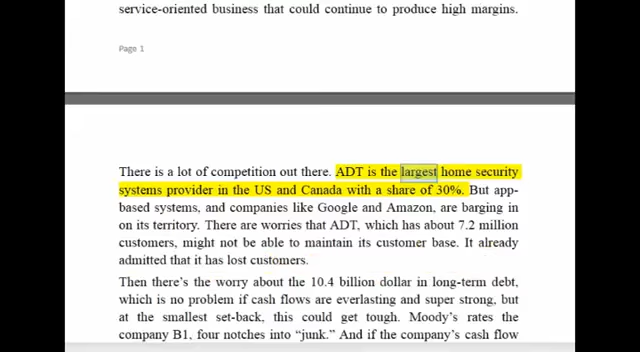 service-oriented business that could continue to produce high margins.
Page 1
There is a lot of competition out there. ADT is the largest home security
systems provider in the US and Canada with a share of 30%. But app-
based systems, and companies like Google and Amazon, are barging in
on its territory. There are worries that ADT, which has about 7.2 million
customers, might not be able to maintain its customer base. It already
admitted that it has lost customers.
Then there's the worry about the 10.4 billion dollar in long-term debt,
which is no problem if cash flows are everlasting and super strong, but
at the smallest set-back, this could get tough. Moody's rates the
company B1, four notches into “junk.” And if the company's cash flow